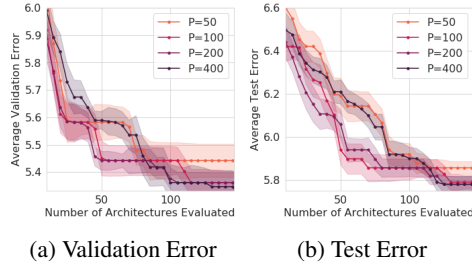 6.0
5.9
5.8
5.7
5.6
5.5
5.4
Average Validation Error
P=50
P=100
P=200
P=400
50
100
Number of Architectures Evaluated
(a) Validation Error
6.6
6.4
6.2
6.0
5.8
Average Test Error
P=50
P=100
P=200
P=400
50
100
Number of Architectures Evaluated
(b) Test Error